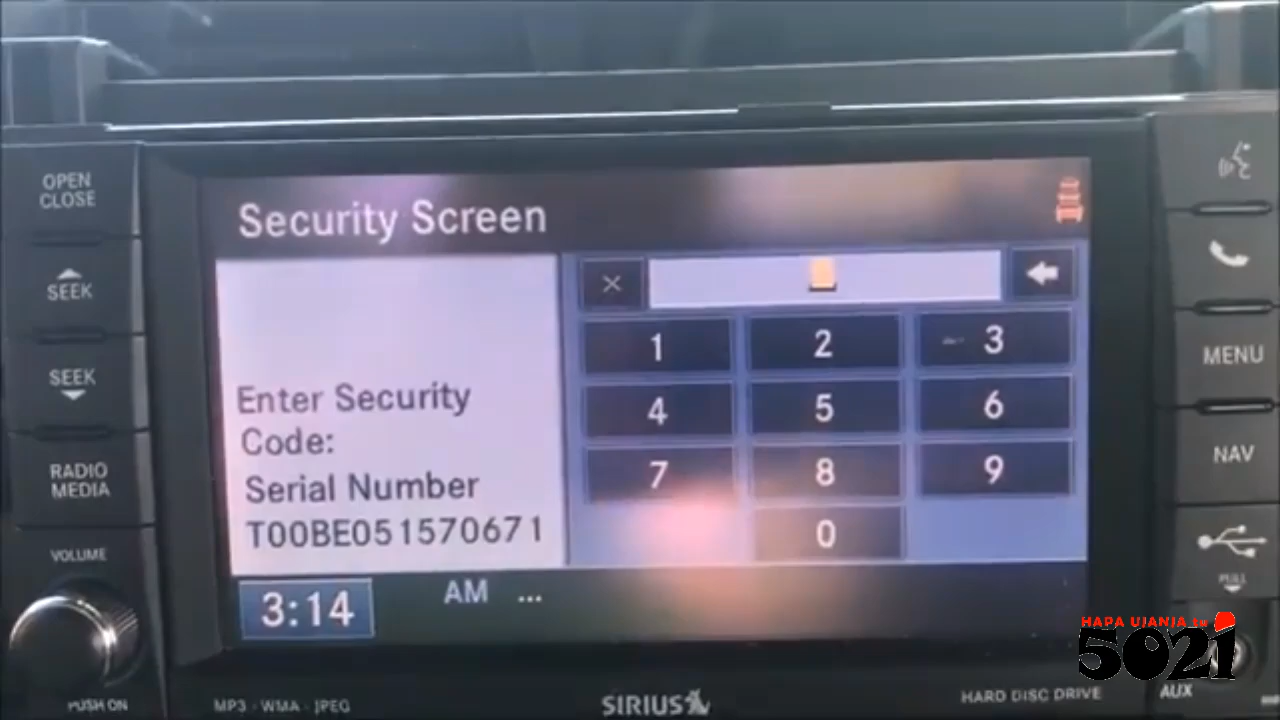 OPEN
CLOSE
SEEK
SEEK
RADIO
MEDIA
VOLUME
PUSH ON
Security Screen
Enter Security
Code:
Serial Number
T00BE051570671
1 2 3
4 5 6
7 8 9
0
3:14
AM ...
MENU
NAV
PULL
AUX
MP3 - WMA - JPEG
SIRIUS
HARD DISC DRIVE
HAPA UJANJA
5021